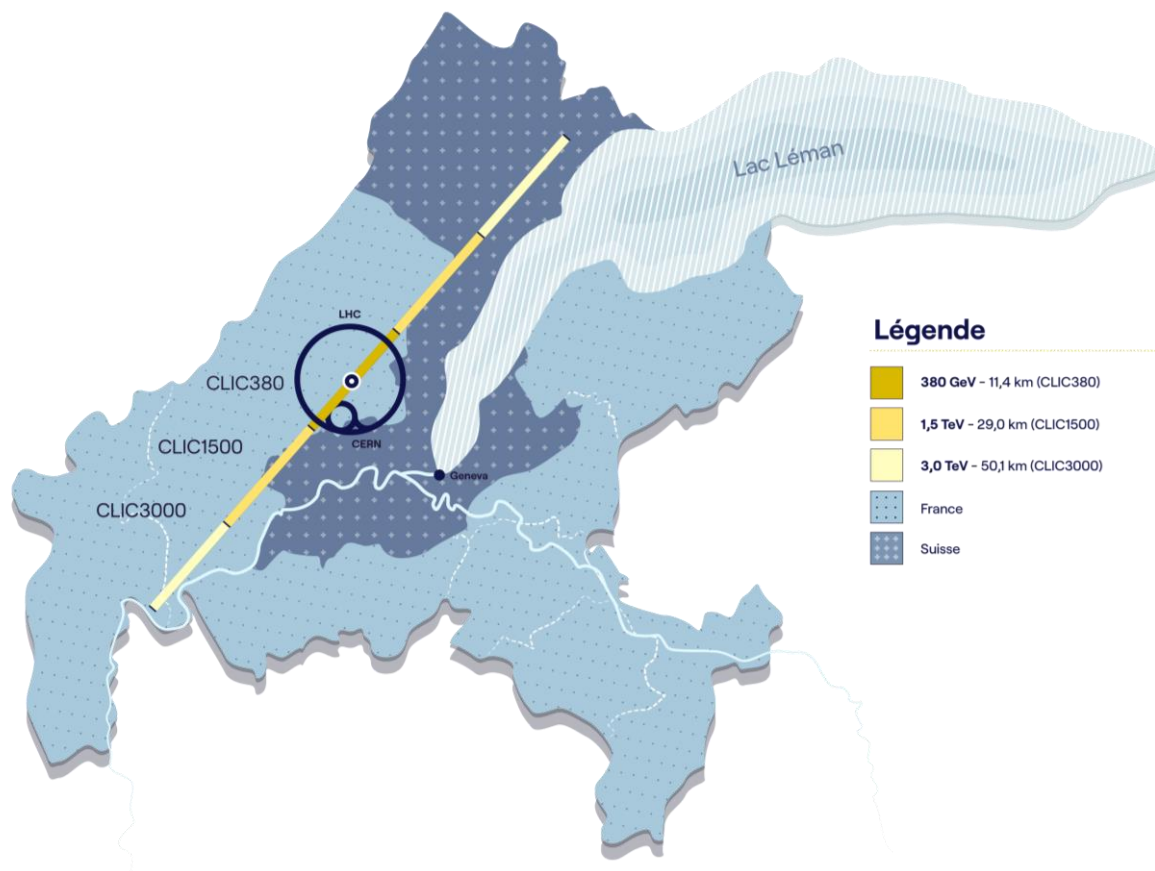 Lac Léman
LHC
CLIC380
CLIC1500
CERN
Geneva
CLIC3000
Légende
380 GeV - 11,4 km (CLIC380)
1,5 TeV - 29,0 km (CLIC1500)
3,0 TeV - 50,1 km (CLIC3000)
France
Suisse